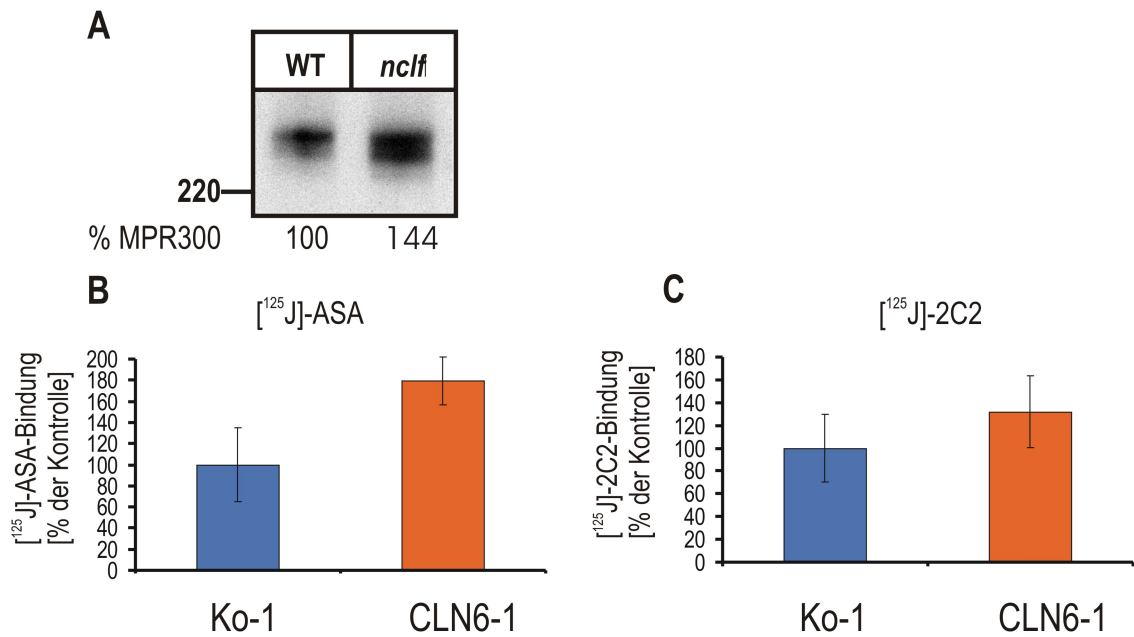 A
WT nclf
220
% MPR300 100 144
B
[¹²⁵J]-ASA
[¹²⁵J]-ASA-Bindung
[% der Kontrolle]
200
180
160
140
120
100
80
60
40
20
0
Ko-1 CLN6-1
C
[¹²⁵J]-2C2
[¹²⁵J]-2C2-Bindung
[% der Kontrolle]
180
160
140
120
100
80
60
40
20
0
Ko-1 CLN6-1